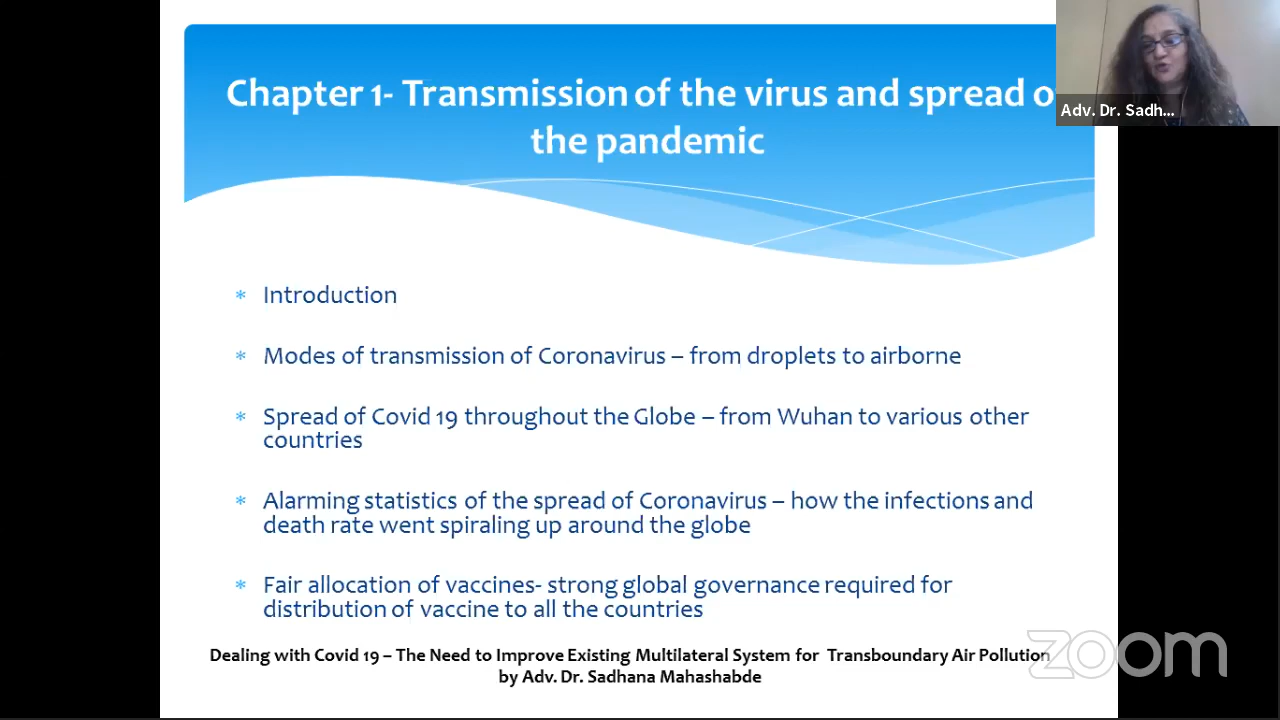 Chapter 1- Transmission of the virus and spread o
the pandemic
Adv. Dr. Sadh...
* Introduction
* Modes of transmission of Coronavirus – from droplets to airborne
* Spread of Covid 19 throughout the Globe – from Wuhan to various other
countries
* Alarming statistics of the spread of Coronavirus – how the infections and
death rate went spiraling up around the globe
* Fair allocation of vaccines- strong global governance required for
distribution of vaccine to all the countries
Dealing with Covid 19 – The Need to Improve Existing Multilateral System for Transboundary Air Pollution
by Adv. Dr. Sadhana Mahashabde
zoom